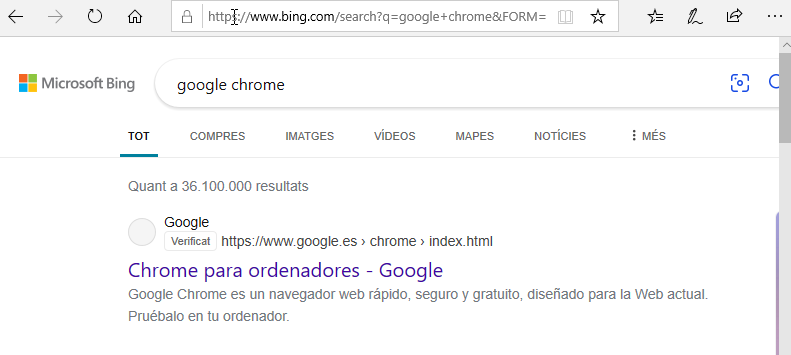 https://www.bing.com/search?q=google+chrome&FORM=
Microsoft Bing
google chrome
TOT COMPRES IMATGES VÍDEOS MAPES NOTÍCIES MÉS
Quant a 36.100.000 resultats
Google
Verificat https://www.google.es › chrome › index.html
Chrome para ordenadores - Google
Google Chrome es un navegador web rápido, seguro y gratuito, diseñado para la Web actual.
Pruébalo en tu ordenador.